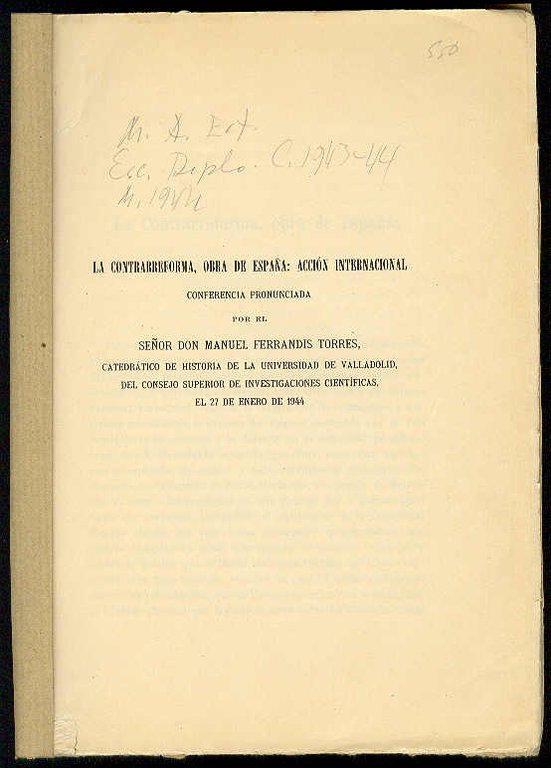 550
M. A. Ext.
Esc. Diplo. C. 1943-44
M. 1944
LA CONTRARREFORMA, OBRA DE ESPAÑA: ACCIÓN INTERNACIONAL
CONFERENCIA PRONUNCIADA
POR EL
SEÑOR DON MANUEL FERRANDIS TORRES,
CATEDRÁTICO DE HISTORIA DE LA UNIVERSIDAD DE VALLADOLID,
DEL CONSEJO SUPERIOR DE INVESTIGACIONES CIENTÍFICAS,
EL 27 DE ENERO DE 1944